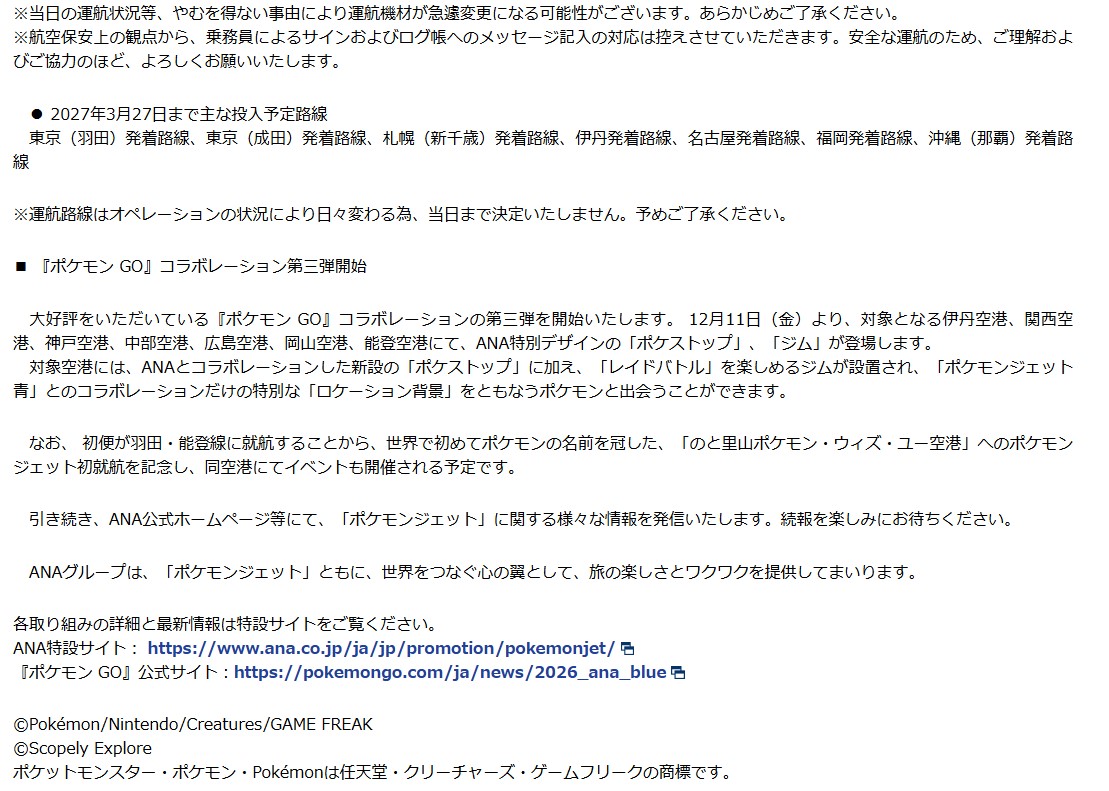 ※当日の運航状況等、やむを得ない事由により運航機材が急遽変更になる可能性がございます。あらかじめご了承ください。
※航空保安上の観点から、乗務員によるサインおよびログ帳へのメッセージ記入の対応は控えさせていただきます。安全な運航のため、ご理解およ
びご協力のほど、よろしくお願いいたします。
● 2027年3月27日まで主な投入予定路線
東京（羽田）発着路線、東京（成田）発着路線、札幌（新千歳）発着路線、伊丹発着路線、名古屋発着路線、福岡発着路線、沖縄（那覇）発着路
線
※運航路線はオペレーションの状況により日々変わる為、当日まで決定いたしません。予めご了承ください。
■ 『ポケモン GO』コラボレーション第三弾開始
大好評をいただいている『ポケモン GO』コラボレーションの第三弾を開始いたします。 12月11日（金）より、対象となる伊丹空港、関西空
港、神戸空港、中部空港、広島空港、岡山空港、能登空港にて、ANA特別デザインの「ポケストップ」、「ジム」が登場します。
対象空港には、ANAとコラボレーションした新設の「ポケストップ」に加え、「レイドバトル」を楽しめるジムが設置され、「ポケモンジェット
青」とのコラボレーションだけの特別な「ロケーション背景」をともなうポケモンと出会うことができます。
なお、 初便が羽田・能登線に就航することから、世界で初めてポケモンの名前を冠した、「のと里山ポケモン・ウィズ・ユー空港」へのポケモン
ジェット初就航を記念し、同空港にてイベントも開催される予定です。
引き続き、ANA公式ホームページ等にて、「ポケモンジェット」に関する様々な情報を発信いたします。続報を楽しみにお待ちください。
ANAグループは、「ポケモンジェット」ともに、世界をつなぐ心の翼として、旅の楽しさとワクワクを提供してまいります。
各取り組みの詳細と最新情報は特設サイトをご覧ください。
ANA特設サイト： https://www.ana.co.jp/ja/jp/promotion/pokemonjet/
『ポケモン GO』公式サイト：https://pokemongo.com/ja/news/2026_ana_blue
©Pokémon/Nintendo/Creatures/GAME FREAK
©Scopely Explore
ポケットモンスター・ポケモン・Pokémonは任天堂・クリーチャーズ・ゲームフリークの商標です。